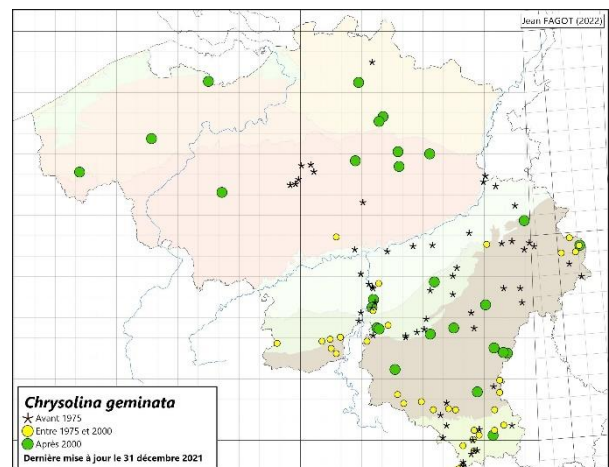 Jean FAGOT (2022)
Chrysolina geminata
Avant 1975
Entre 1975 et 2000
Après 2000
Dernière mise à jour le 31 décembre 2021